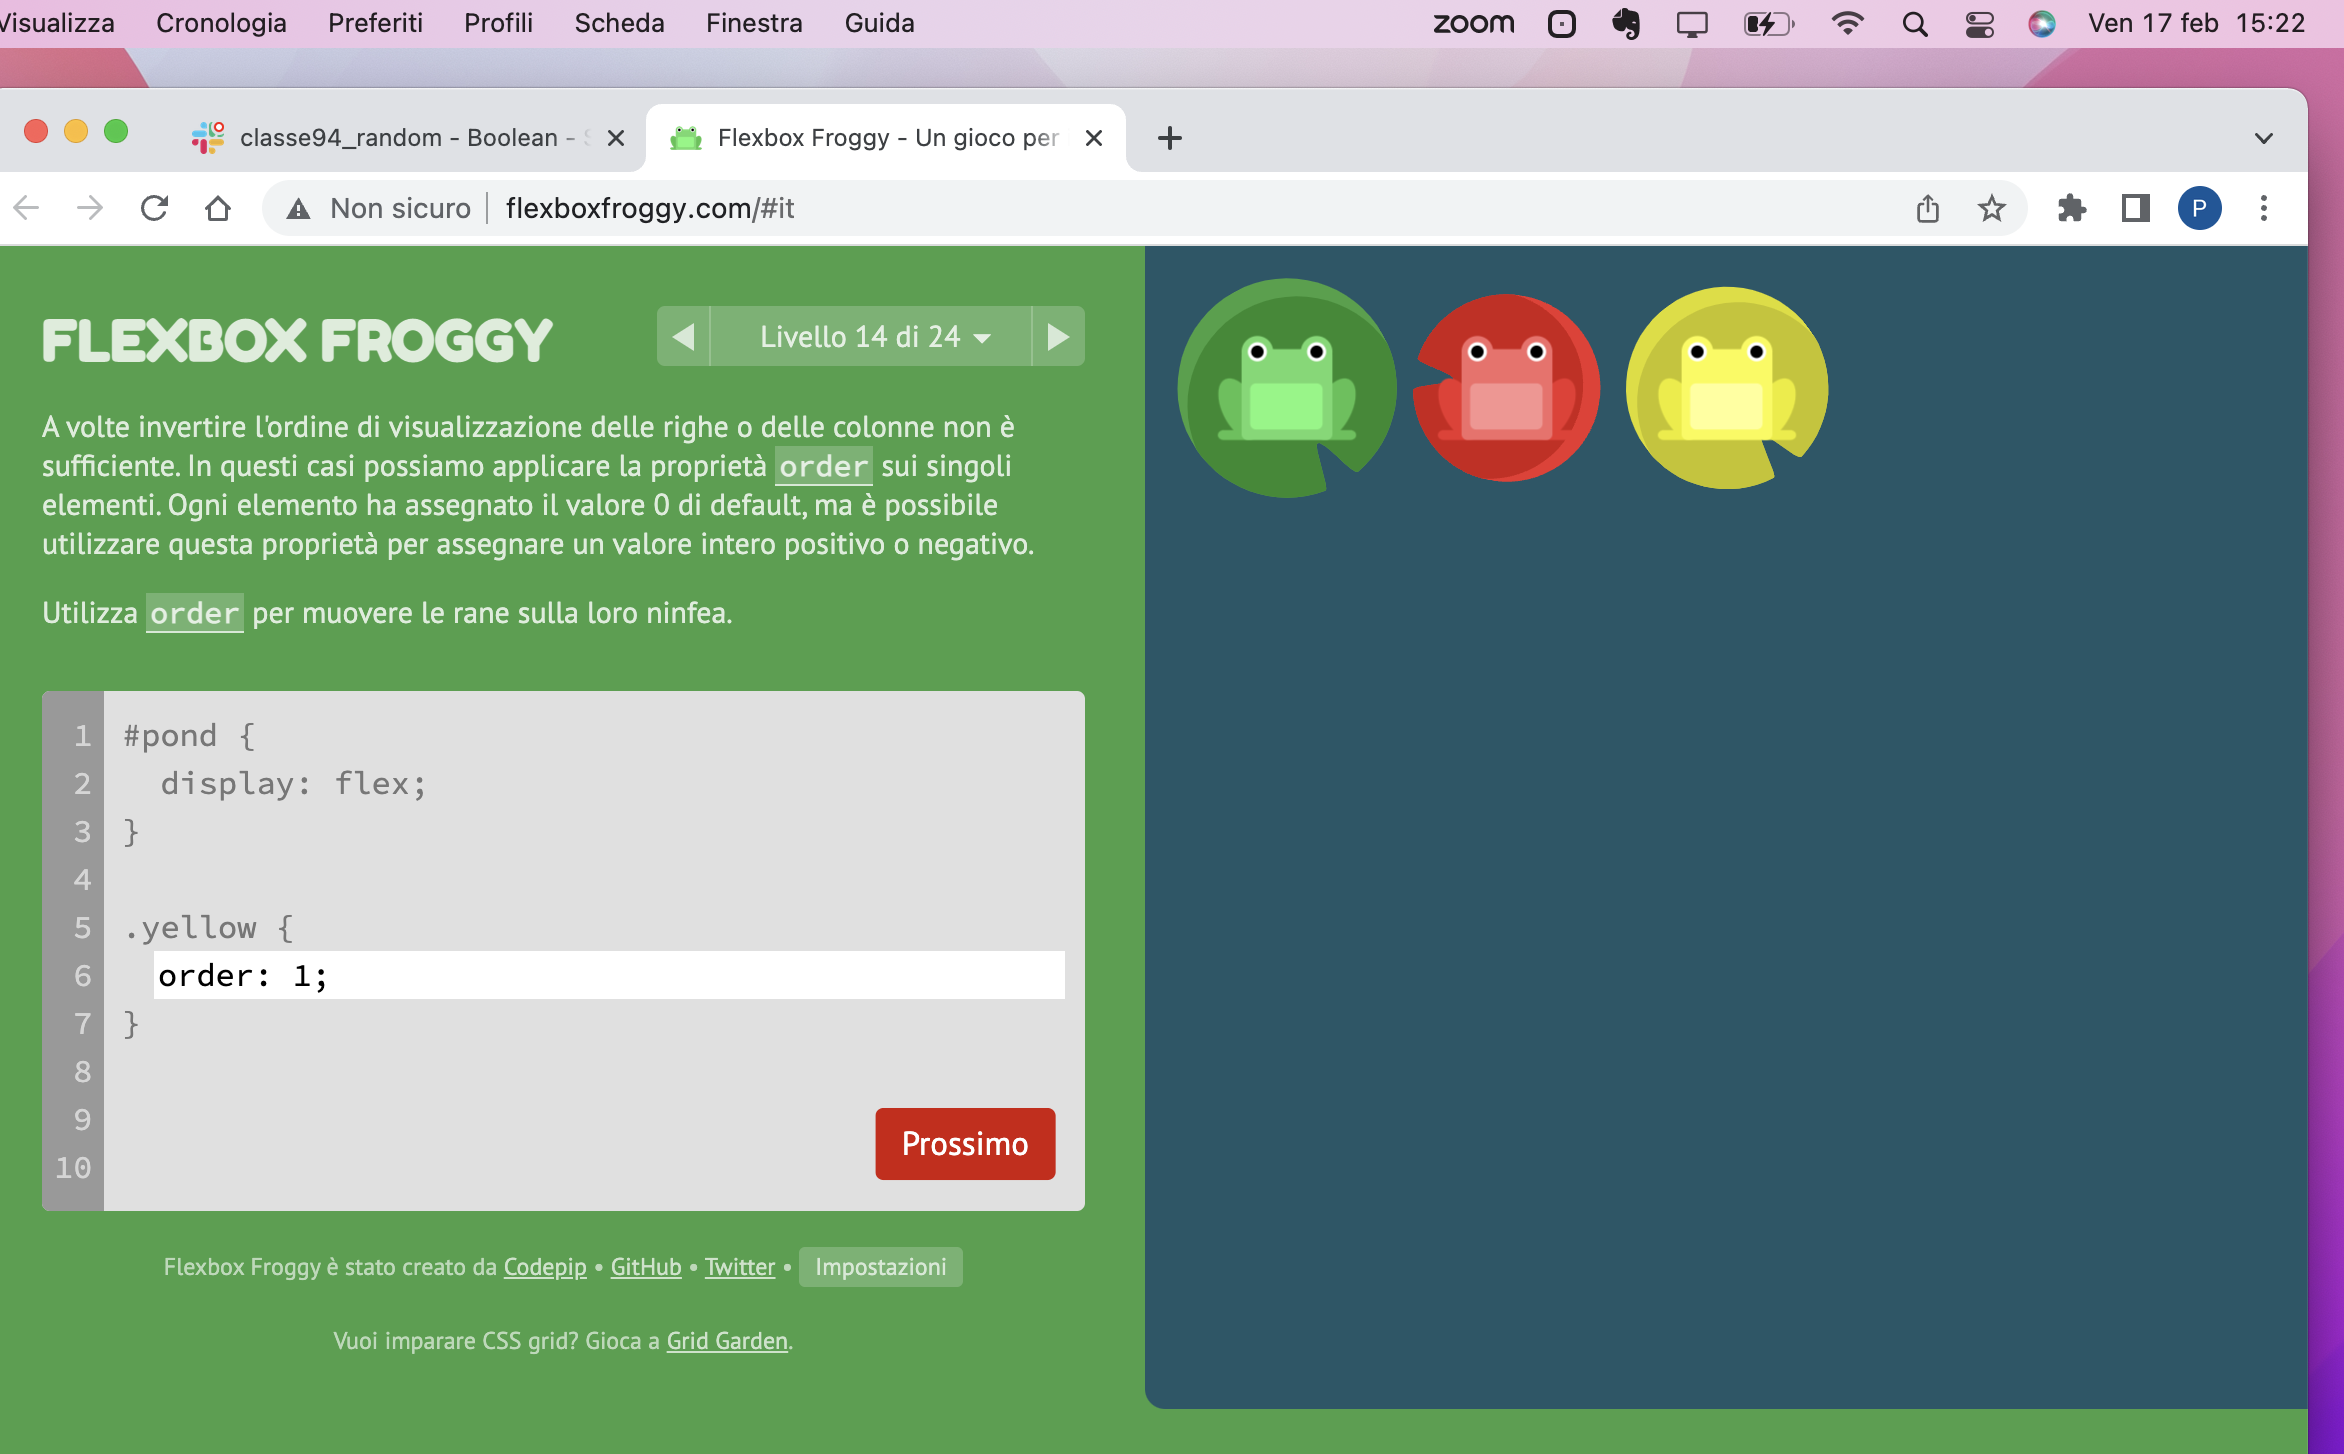 Visualizza Cronologia Preferiti Profili Scheda Finestra Guida zoom Ven 17 feb 15:22
classe94_random - Boolean - S Flexbox Froggy - Un gioco per
Non sicuro flexboxfroggy.com/#it P
FLEXBOX FROGGY
Livello 14 di 24
A volte invertire l'ordine di visualizzazione delle righe o delle colonne non è
sufficiente. In questi casi possiamo applicare la proprietà order sui singoli
elementi. Ogni elemento ha assegnato il valore 0 di default, ma è possibile
utilizzare questa proprietà per assegnare un valore intero positivo o negativo.
Utilizza order per muovere le rane sulla loro ninfea.
1 #pond {
2 display: flex;
3 }
4
5 .yellow {
6 order: 1;
7 }
8
9
10
Prossimo
Flexbox Froggy è stato creato da Codepip • GitHub • Twitter • Impostazioni
Vuoi imparare CSS grid? Gioca a Grid Garden.